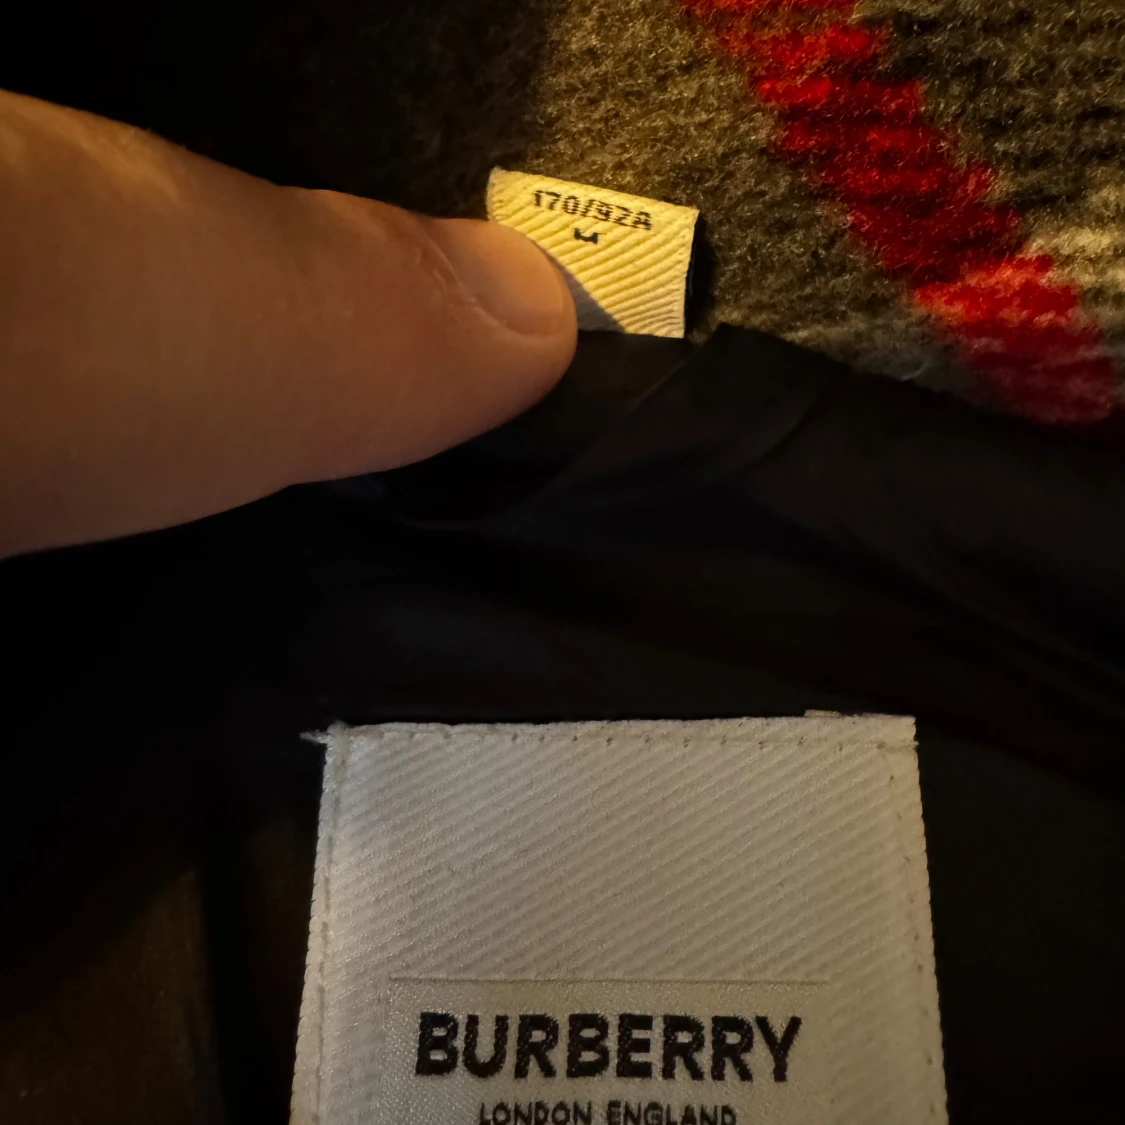 170/92A
M
BURBERRY
LONDON ENGLAND